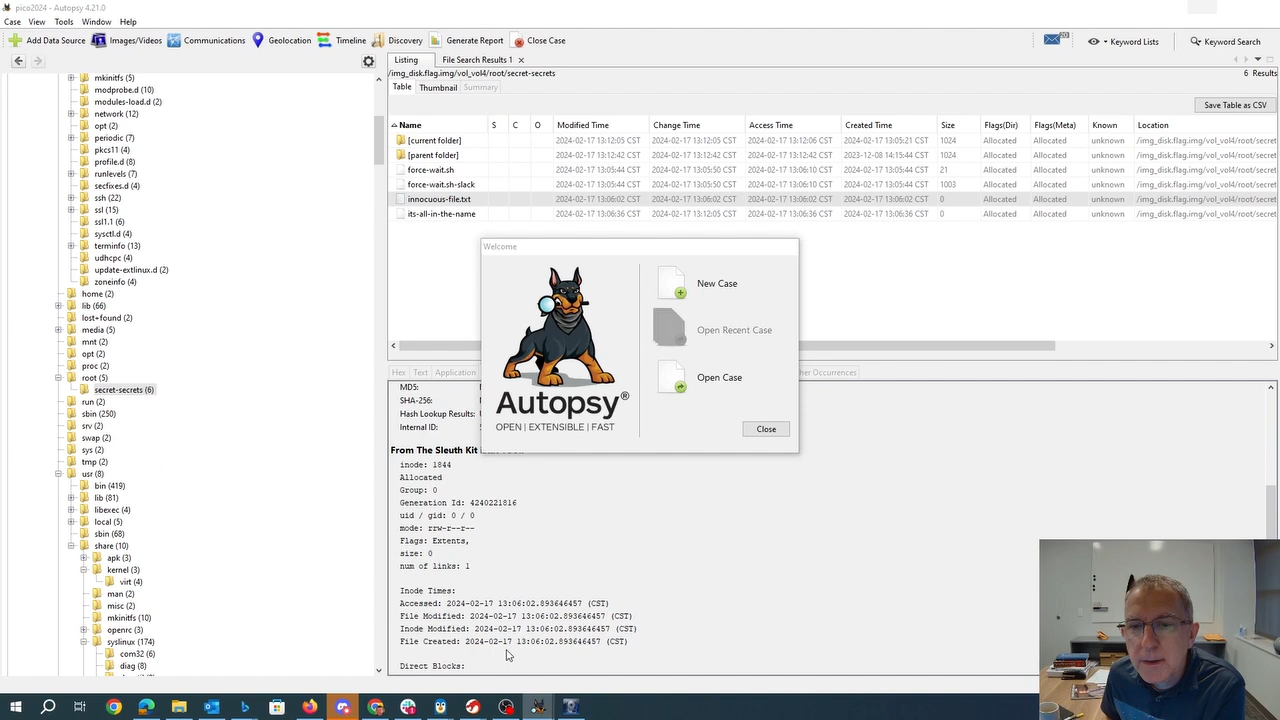 pico2024 - Autopsy 4.21.0
Case View Tools Window Help
Add Data Source Images/Videos Communications Geolocation Timeline Discovery Generate Report Close Case 20 Keyword Lists Keyword Search
Listing File Search Results 1
/img_disk.flag.img/vol_vol4/root/secret-secrets 6 Results
Table Thumbnail Summary
Save Table as CSV
Name S C O Modified Time Change Time Access Time Created Time Size Flags(Dir) Flags(Meta) Known Location
[current folder] 2024-02-17 13:12:05 CST 2024-02-17 13:12:05 CST 2024-02-17 13:12:06 CST 2024-02-17 13:05:21 CST 1024 Allocated Allocated unknown /img_disk.flag.img/vol_vol4/root/secret
[parent folder] 2024-02-17 13:12:42 CST 2024-02-17 13:12:42 CST 2024-02-17 13:12:06 CST 2023-12-08 14:15:44 CST 1024 Allocated Allocated unknown /img_disk.flag.img/vol_vol4/root/secret
force-wait.sh 2024-02-17 13:05:44 CST 2024-02-17 13:05:50 CST 2024-02-17 13:06:10 CST 2024-02-17 13:05:44 CST 21 Allocated Allocated unknown /img_disk.flag.img/vol_vol4/root/secret
force-wait.sh-slack 2024-02-17 13:05:44 CST 2024-02-17 13:05:50 CST 2024-02-17 13:06:10 CST 2024-02-17 13:05:44 CST 1003 Allocated Allocated unknown /img_disk.flag.img/vol_vol4/root/secret
innocuous-file.txt 2024-02-17 13:06:02 CST 2024-02-17 13:06:02 CST 2024-02-17 13:06:02 CST 2024-02-17 13:06:02 CST 0 Allocated Allocated unknown /img_disk.flag.img/vol_vol4/root/secret
its-all-in-the-name 2024-02-17 13:06:36 CST 2024-02-17 13:12:05 CST 2024-02-17 13:06:36 CST 2024-02-17 13:06:36 CST Allocated Allocated unknown /img_disk.flag.img/vol_vol4/root/secret
mkinitfs (5)
modprobe.d (10)
modules-load.d (2)
network (12)
opt (2)
periodic (7)
pkcs11 (4)
profile.d (8)
runlevels (7)
secfixes.d (4)
ssh (22)
ssl (15)
ssl1.1 (6)
sysctl.d (4)
terminfo (13)
udhcpc (4)
update-extlinux.d (2)
zoneinfo (4)
home (2)
lib (66)
lost+found (2)
media (5)
mnt (2)
opt (2)
proc (2)
root (5)
secret-secrets (6)
run (2)
sbin (250)
srv (2)
swap (2)
sys (2)
tmp (2)
usr (8)
bin (419)
lib (81)
libexec (4)
local (5)
sbin (68)
share (10)
apk (3)
kernel (3)
virt (4)
man (2)
misc (2)
mkinitfs (10)
openrc (3)
syslinux (174)
com32 (6)
diag (8)
Welcome
New Case
Open Recent Case
Open Case
Autopsy®
OPEN | EXTENSIBLE | FAST
Close
Hex Text Application her Occurrences
MD5:
SHA-256:
Hash Lookup Results:
Internal ID:
From The Sleuth Kit
inode: 1844
Allocated
Group: 0
Generation Id: 4240221816
uid / gid: 0 / 0
mode: rrw-r--r--
Flags: Extents,
size: 0
num of links: 1
Inode Times:
Accessed: 2024-02-17 13:06:02.893646457 (CST)
File Modified: 2024-02-17 13:06:02.893646457 (CST)
Inode Modified: 2024-02-17 13:06:02.893646457 (CST)
File Created: 2024-02-17 13:06:02.893646457 (CST)
Direct Blocks: